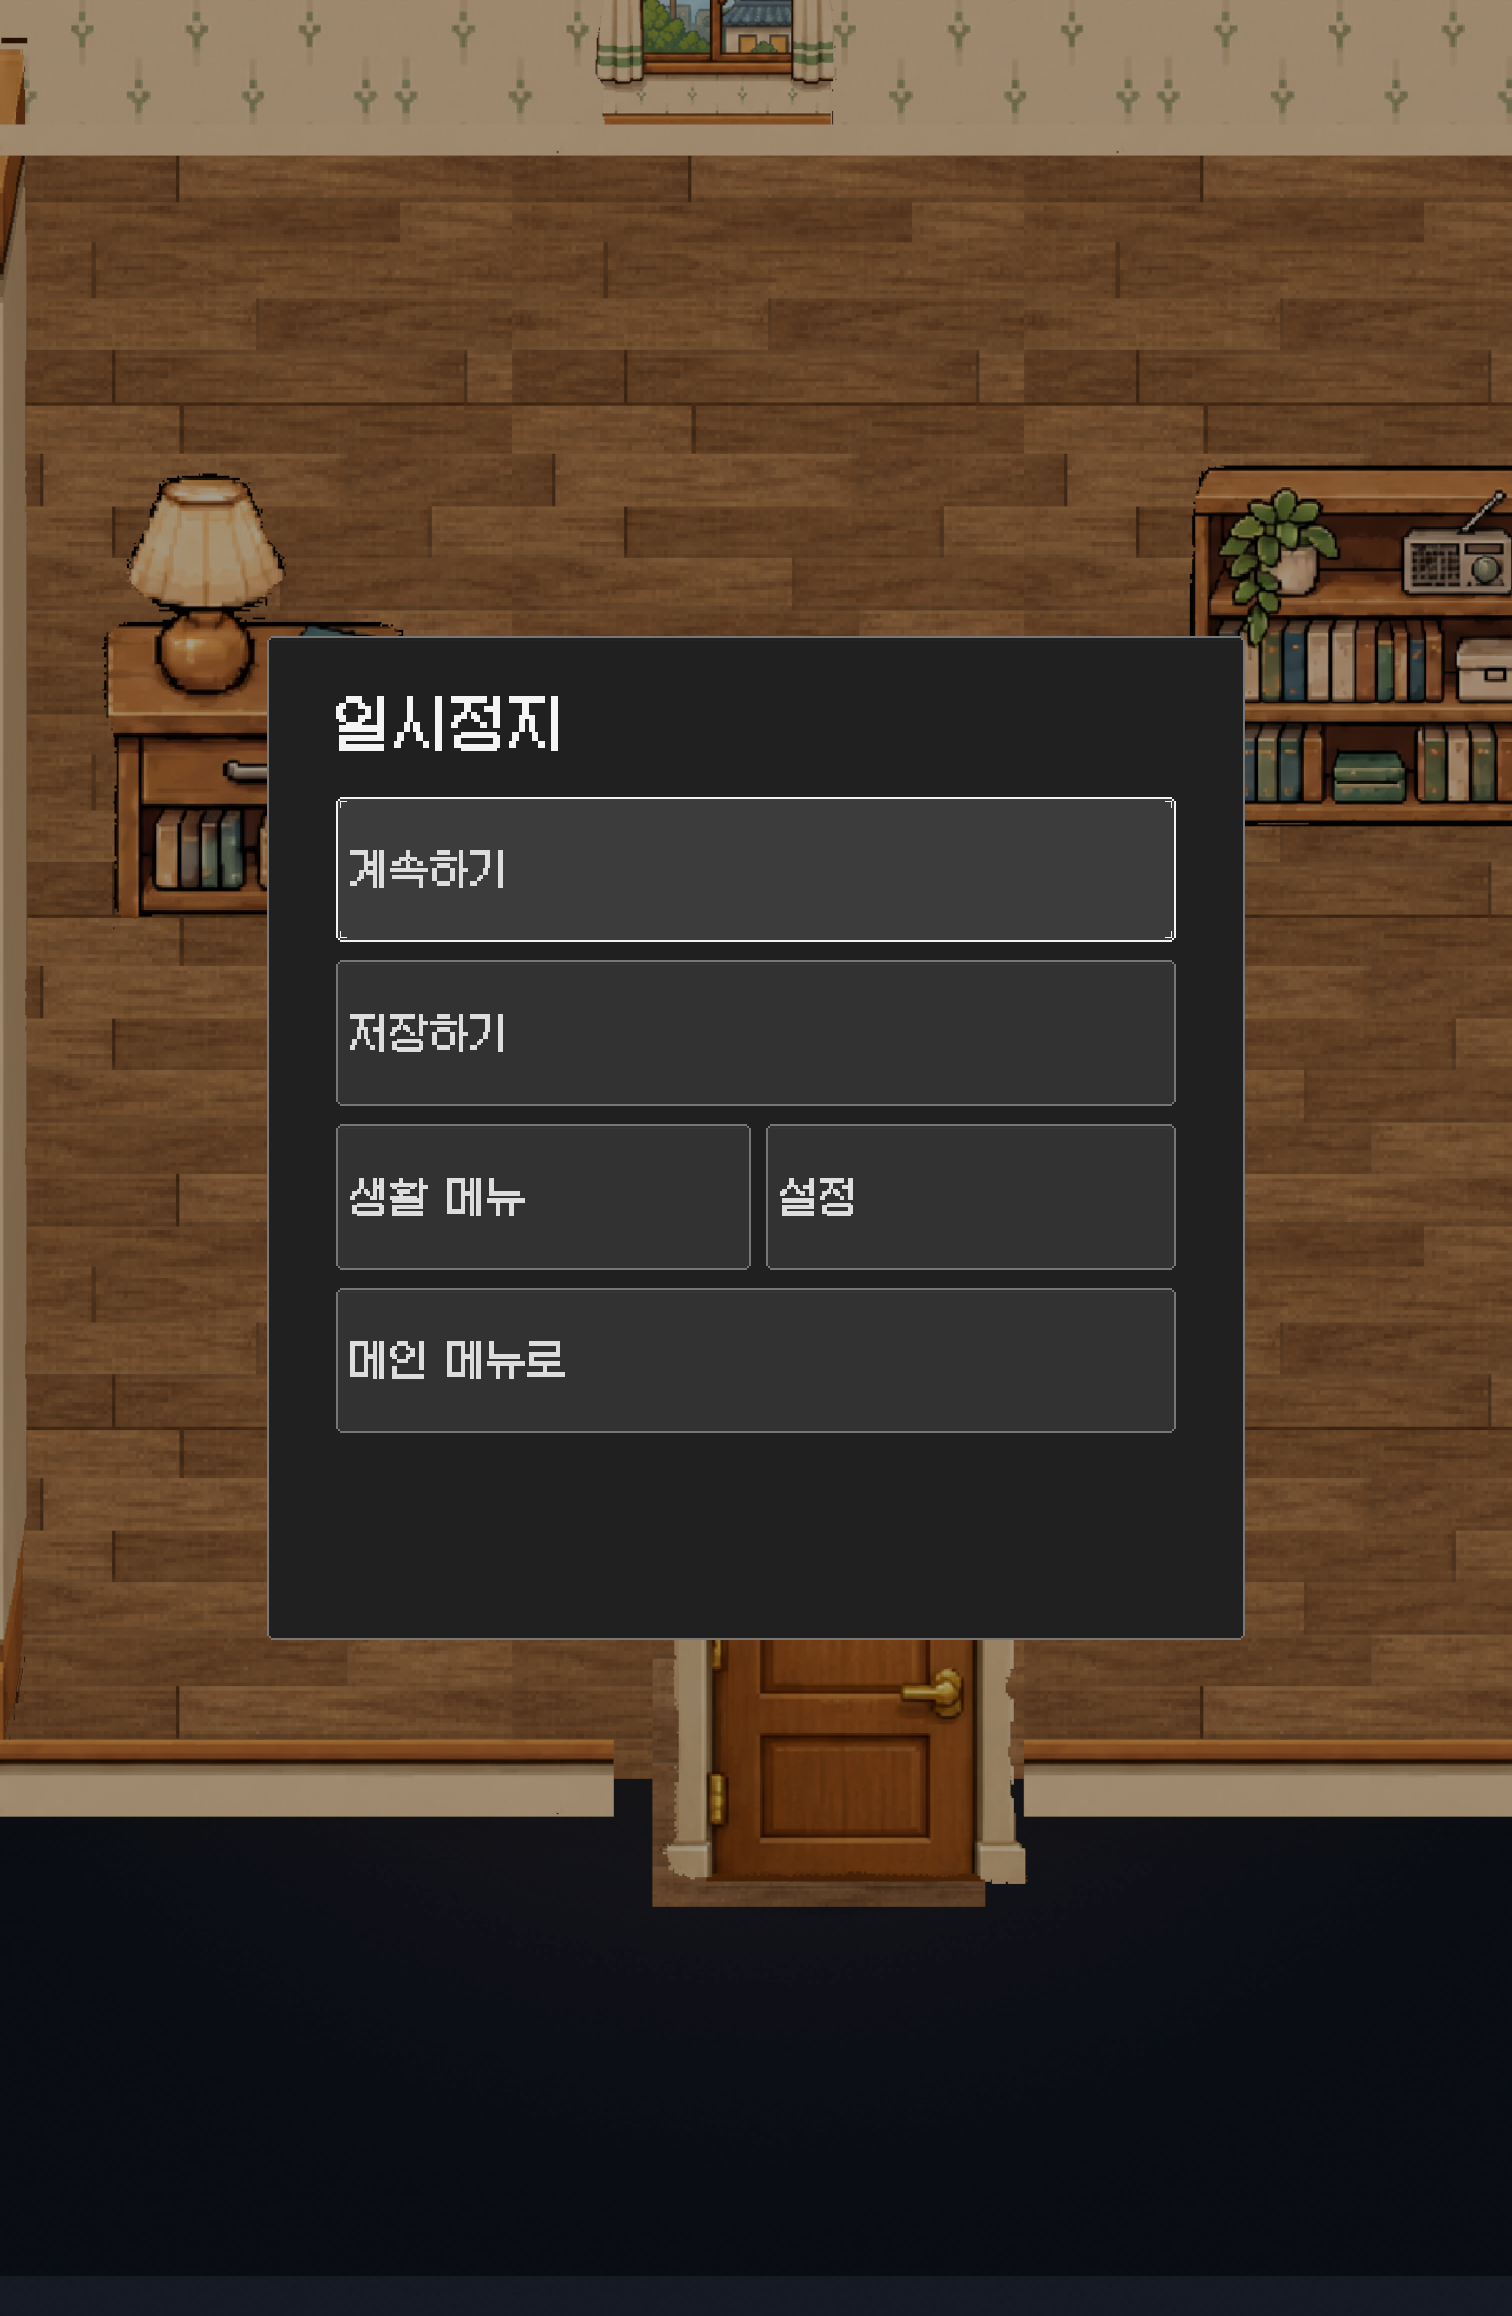 일시정지
계속하기
저장하기
생활 메뉴
설정
메인 메뉴로